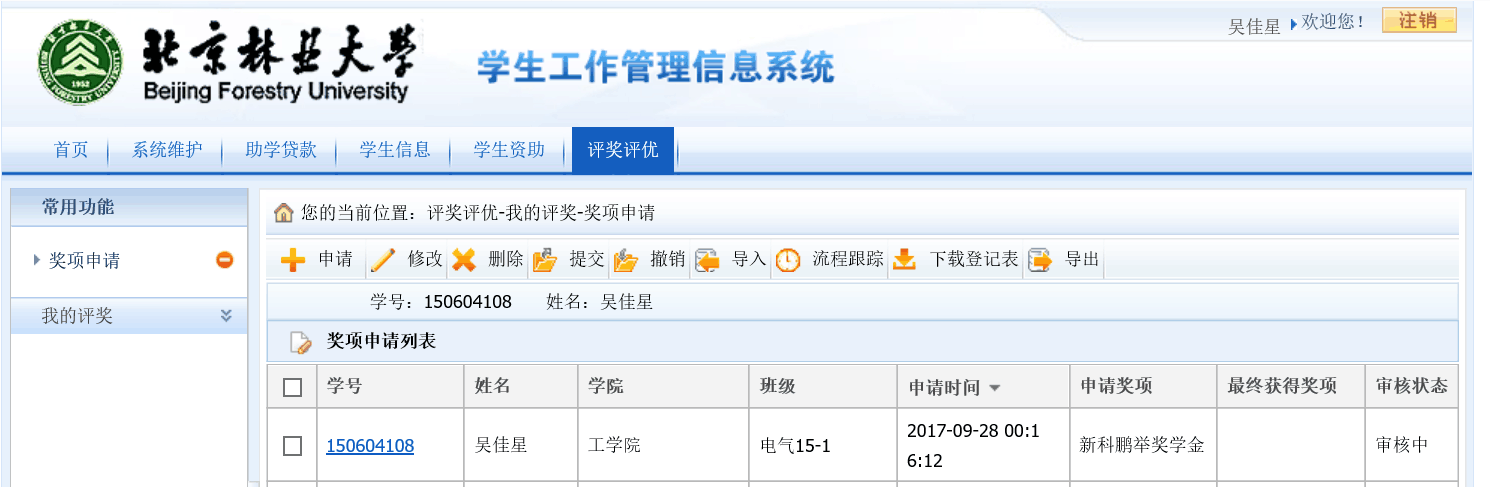 吴佳星 欢迎您！ 注销
北京林业大学
Beijing Forestry University
学生工作管理信息系统
1952
首页 系统维护 助学贷款 学生信息 学生资助 评奖评优
常用功能
奖项申请
我的评奖
您的当前位置：评奖评优-我的评奖-奖项申请
申请 修改 删除 提交 撤销 导入 流程跟踪 下载登记表 导出
学号：150604108 姓名：吴佳星
奖项申请列表
学号 姓名 学院 班级 申请时间 申请奖项 最终获得奖项 审核状态
150604108 吴佳星 工学院 电气15-1 2017-09-28 00:1
6:12 新科鹏举奖学金 审核中